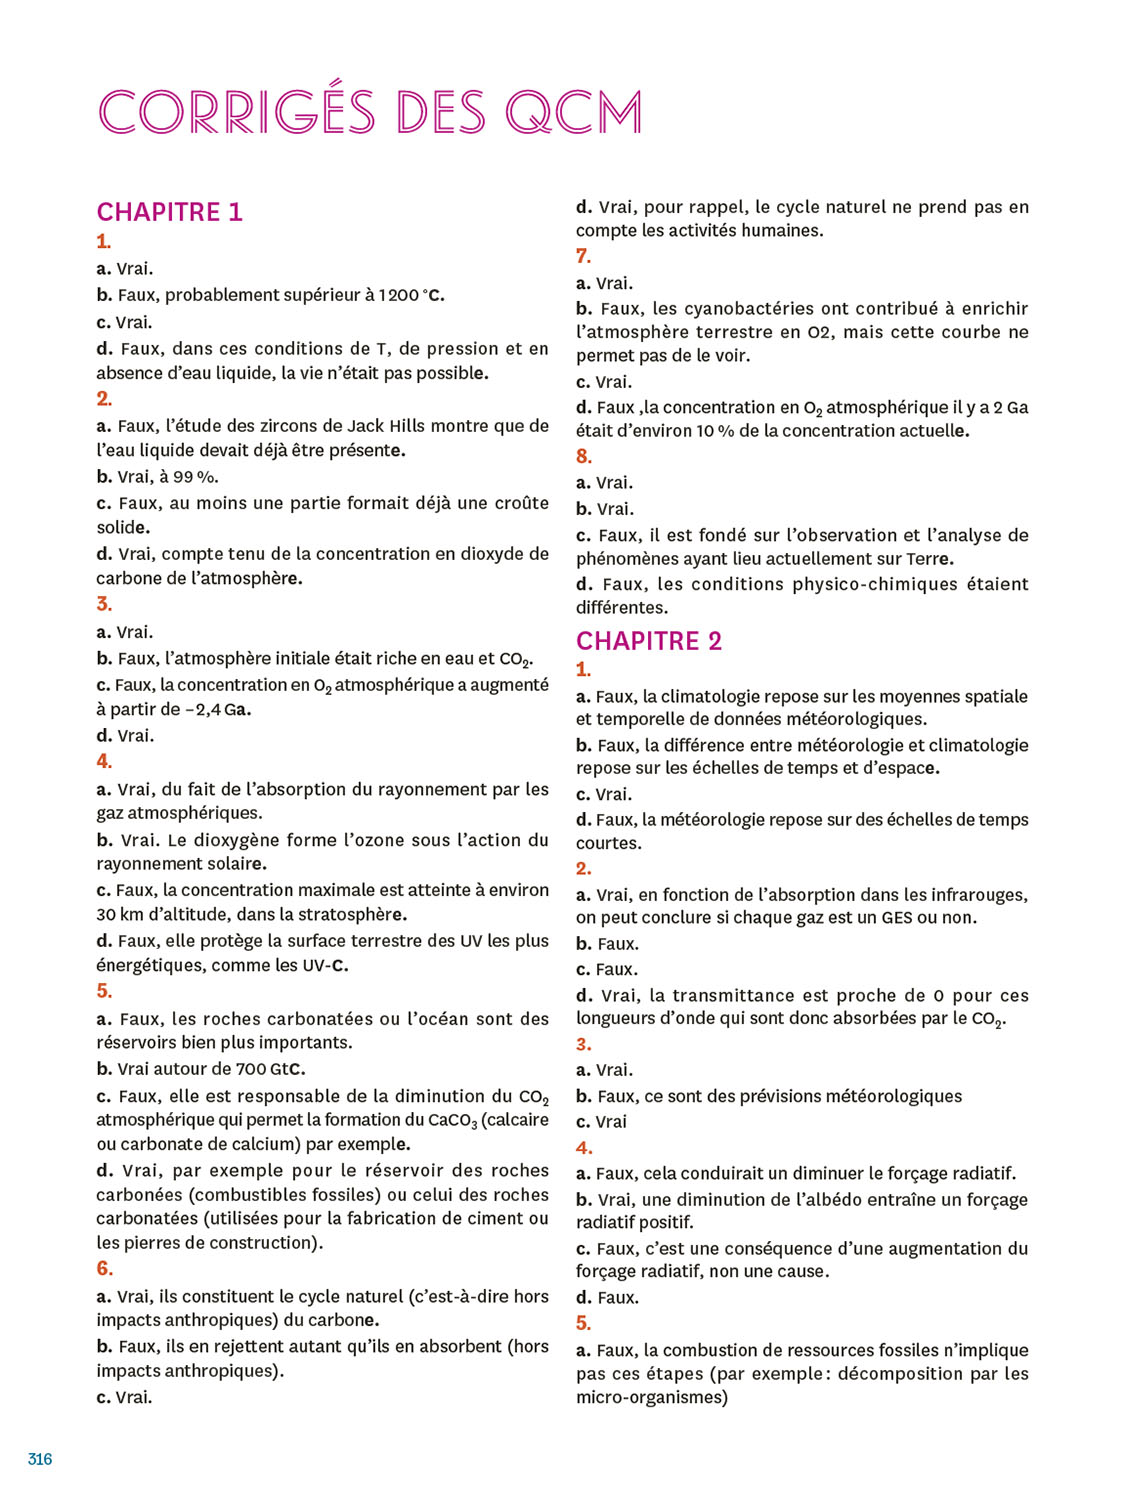 CORRIGÉS DES QCM
CHAPITRE 1
1.
a. Vrai.
b. Faux, probablement supérieur à 1 200 °C.
c. Vrai.
d. Faux, dans ces conditions de T, de pression et en
absence d’eau liquide, la vie n’était pas possible.
2.
a. Faux, l’étude des zircons de Jack Hills montre que de
l’eau liquide devait déjà être présente.
b. Vrai, à 99 %.
c. Faux, au moins une partie formait déjà une croûte
solide.
d. Vrai, compte tenu de la concentration en dioxyde de
carbone de l’atmosphère.
3.
a. Vrai.
b. Faux, l’atmosphère initiale était riche en eau et CO₂.
c. Faux, la concentration en O₂ atmosphérique a augmenté
à partir de –2,4 Ga.
d. Vrai.
4.
a. Vrai, du fait de l’absorption du rayonnement par les
gaz atmosphériques.
b. Vrai. Le dioxygène forme l’ozone sous l’action du
rayonnement solaire.
c. Faux, la concentration maximale est atteinte à environ
30 km d’altitude, dans la stratosphère.
d. Faux, elle protège la surface terrestre des UV les plus
énergétiques, comme les UV-C.
5.
a. Faux, les roches carbonatées ou l’océan sont des
réservoirs bien plus importants.
b. Vrai autour de 700 GtC.
c. Faux, elle est responsable de la diminution du CO₂
atmosphérique qui permet la formation du CaCO₃ (calcaire
ou carbonate de calcium) par exemple.
d. Vrai, par exemple pour le réservoir des roches
carbonées (combustibles fossiles) ou celui des roches
carbonatées (utilisées pour la fabrication de ciment ou
les pierres de construction).
6.
a. Vrai, ils constituent le cycle naturel (c’est-à-dire hors
impacts anthropiques) du carbone.
b. Faux, ils en rejettent autant qu’ils en absorbent (hors
impacts anthropiques).
c. Vrai.
d. Vrai, pour rappel, le cycle naturel ne prend pas en
compte les activités humaines.
7.
a. Vrai.
b. Faux, les cyanobactéries ont contribué à enrichir
l’atmosphère terrestre en O2, mais cette courbe ne
permet pas de le voir.
c. Vrai.
d. Faux ,la concentration en O₂ atmosphérique il y a 2 Ga
était d’environ 10 % de la concentration actuelle.
8.
a. Vrai.
b. Vrai.
c. Faux, il est fondé sur l’observation et l’analyse de
phénomènes ayant lieu actuellement sur Terre.
d. Faux, les conditions physico-chimiques étaient
différentes.
CHAPITRE 2
1.
a. Faux, la climatologie repose sur les moyennes spatiale
et temporelle de données météorologiques.
b. Faux, la différence entre météorologie et climatologie
repose sur les échelles de temps et d’espace.
c. Vrai.
d. Faux, la météorologie repose sur des échelles de temps
courtes.
2.
a. Vrai, en fonction de l’absorption dans les infrarouges,
on peut conclure si chaque gaz est un GES ou non.
b. Faux.
c. Faux.
d. Vrai, la transmittance est proche de 0 pour ces
longueurs d’onde qui sont donc absorbées par le CO₂.
3.
a. Vrai.
b. Faux, ce sont des prévisions météorologiques
c. Vrai
4.
a. Faux, cela conduirait un diminuer le forçage radiatif.
b. Vrai, une diminution de l’albédo entraîne un forçage
radiatif positif.
c. Faux, c’est une conséquence d’une augmentation du
forçage radiatif, non une cause.
d. Faux.
5.
a. Faux, la combustion de ressources fossiles n’implique
pas ces étapes (par exemple : décomposition par les
micro-organismes)
316